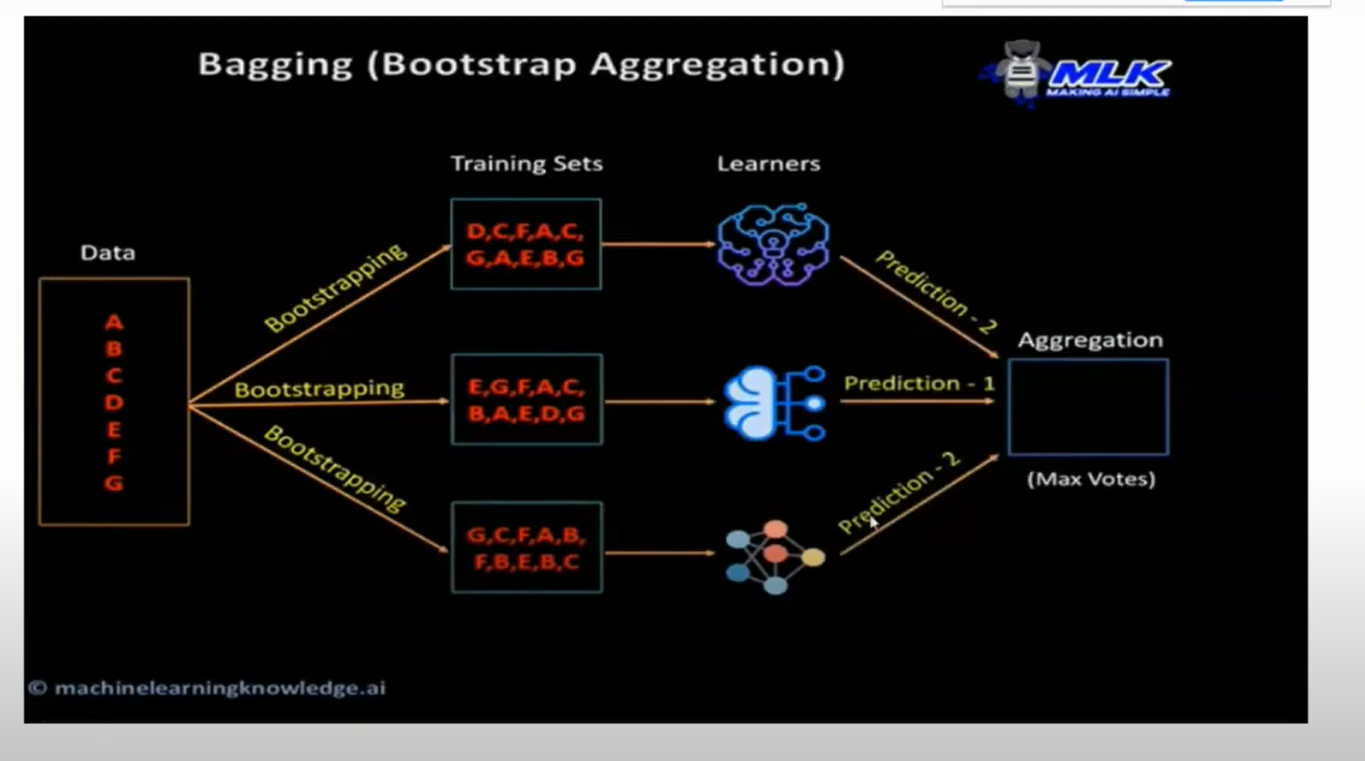 Bagging (Bootstrap Aggregation)
MLK
MAKING AI SIMPLE
Training Sets
Learners
Data
A
B
C
D
E
F
G
Bootstrapping
Bootstrapping
Bootstrapping
D,C,F,A,C,
G,A,E,B,G
E,G,F,A,C,
B,A,E,D,G
G,C,F,A,B,
F,B,E,B,C
Prediction - 2
Prediction - 1
Prediction - 2
Aggregation
(Max Votes)
© machinelearningknowledge.ai